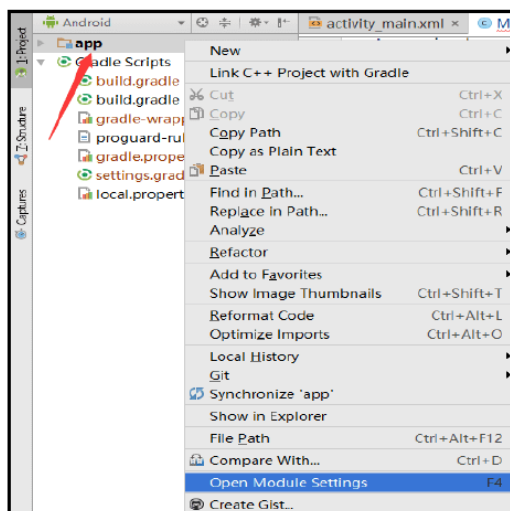 Android
activity_main.xml
M
1: Project
app
Gradle Scripts
build.gradle
build.gradle
gradle-wrapp
proguard-rul
gradle.prope
settings.grad
local.propert
Z: Structure
Captures
New
Link C++ Project with Gradle
Cut Ctrl+X
Copy Ctrl+C
Copy Path Ctrl+Shift+C
Copy as Plain Text
Paste Ctrl+V
Find in Path... Ctrl+Shift+F
Replace in Path... Ctrl+Shift+R
Analyze
Refactor
Add to Favorites
Show Image Thumbnails Ctrl+Shift+T
Reformat Code Ctrl+Alt+L
Optimize Imports Ctrl+Alt+O
Local History
Git
Synchronize 'app'
Show in Explorer
File Path Ctrl+Alt+F12
Compare With... Ctrl+D
Open Module Settings F4
Create Gist...